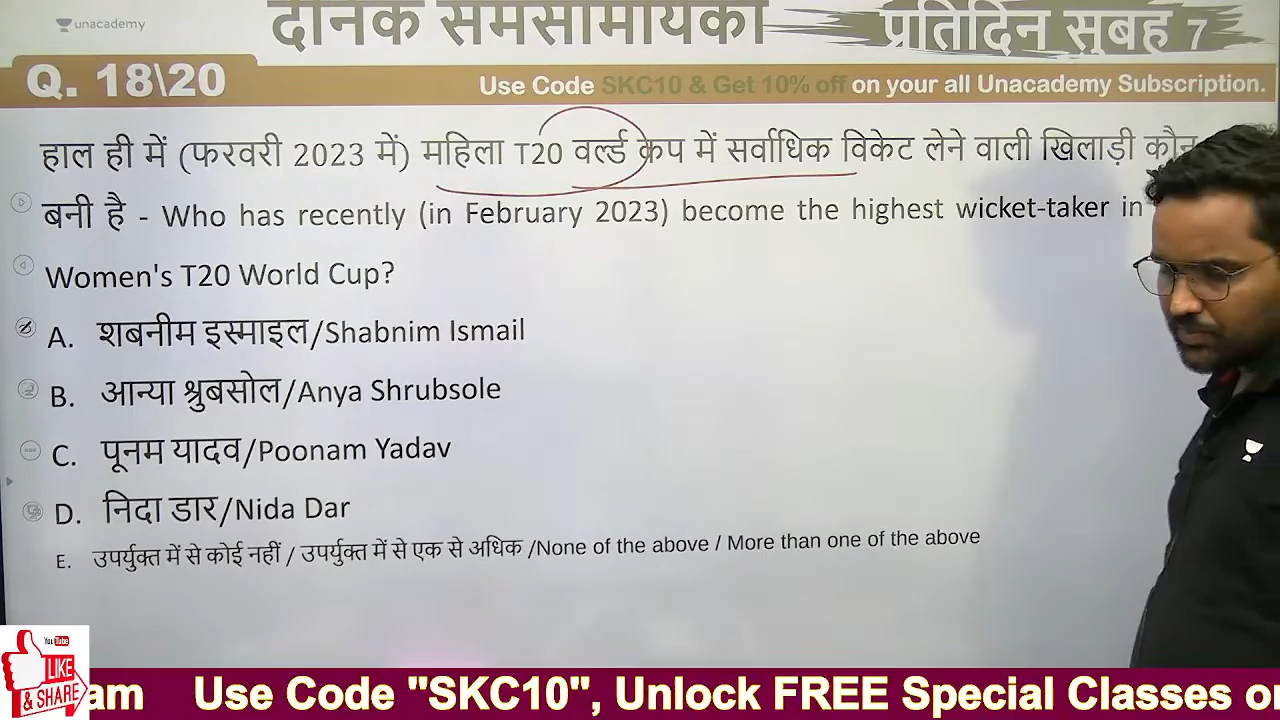 unacademy
दैनिक समसामयिकी
प्रतिदिन सुबह 7
Q. 18\20
Use Code SKC10 & Get 10% off on your all Unacademy Subscription.
हाल ही में (फरवरी 2023 में) महिला T20 वर्ल्ड कप में सर्वाधिक विकेट लेने वाली खिलाड़ी कौन
बनी है - Who has recently (in February 2023) become the highest wicket-taker in
Women's T20 World Cup?
A. शबनीम इस्माइल/Shabnim Ismail
B. आन्या श्रुबसोल/Anya Shrubsole
C. पूनम यादव/Poonam Yadav
D. निदा डार/Nida Dar
E. उपर्युक्त में से कोई नहीं / उपर्युक्त में से एक से अधिक /None of the above / More than one of the above
YouTube
LIKE
& SHARE
am Use Code "SKC10", Unlock FREE Special Classes